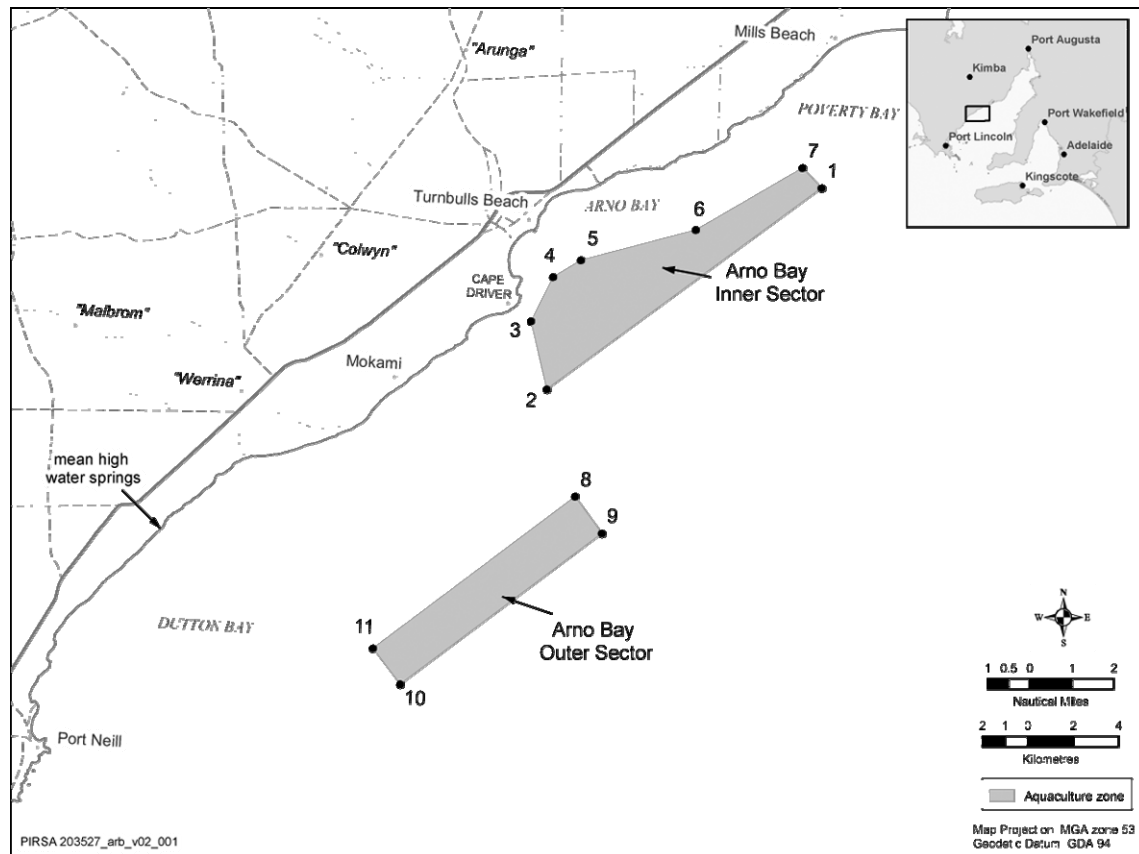 Mills Beach
"Arunga"
POVERTY BAY
Port Augusta
Kimba
Port Wakefield
Port Lincoln
Adelaide
Kingscote
7
1
Turnbulls Beach
ARNO BAY
6
5
4
"Colwyn"
CAPE
DRIVER
Arno Bay
Inner Sector
3
"Malbrom"
Mokami
"Werrina"
2
mean high
water springs
8
9
DUTTON BAY
11
Arno Bay
Outer Sector
10
Port Neill
N
W E
S
1 0.5 0 1 2
Nautical Miles
2 1 0 2 4
Kilometres
Aquaculture zone
Map Project on MGA zone 53
Geodet c Datum GDA 94
PIRSA 203527_arb_v02_001